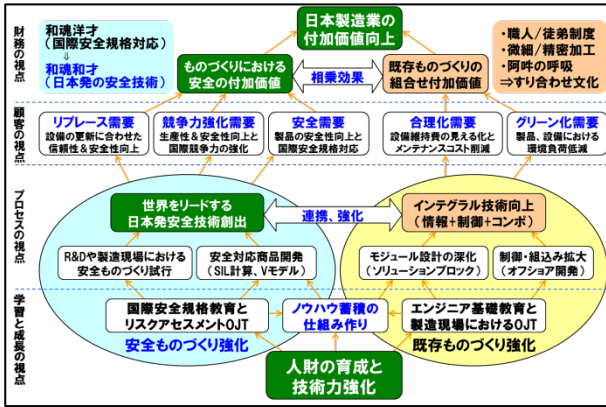 財務の視点
和魂洋才
(国際安全規格対応)
⇓
和魂和才
(日本発の安全技術)
日本製造業の
付加価値向上
・職人/徒弟制度
・微細/精密加工
・阿吽の呼吸
⇒すり合わせ文化
ものづくりにおける
安全の付加価値
相乗効果
既存ものづくりの
組合せ付加価値
顧客の視点
リプレース需要
設備の更新に合わせた
信頼性&安全性向上
競争力強化需要
生産性&安全性向上と
国際競争力の強化
安全需要
製品の安全性向上と
国際安全規格対応
合理化需要
設備維持費の見える化と
メンテナンスコスト削減
グリーン化需要
製品、設備における
環境負荷低減
プロセスの視点
世界をリードする
日本発安全技術創出
連携、強化
インテグラル技術向上
(情報+制御+コンポ)
R&Dや製造現場における
安全ものづくり試行
安全対応商品開発
(SIL計算、Vモデル)
モジュール設計の深化
(ソリューションブロック)
制御・組込み拡大
(オフショア開発)
学習と成長の視点
国際安全規格教育と
リスクアセスメントOJT
ノウハウ蓄積の
仕組み作り
エンジニア基礎教育と
製造現場におけるOJT
安全ものづくり強化
人財の育成と
技術力強化
既存ものづくり強化